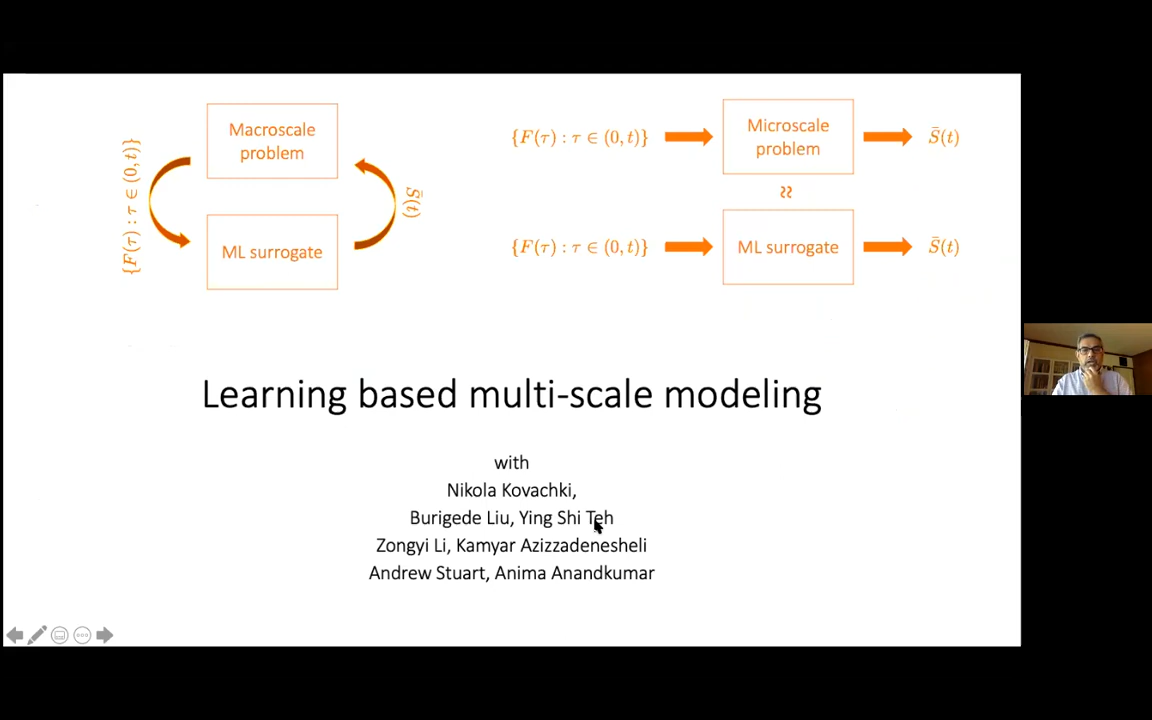 Macroscale
problem
ML surrogate
{F(τ) : τ ∈ (0, t)}
S̄(t)
{F(τ) : τ ∈ (0, t)}
Microscale
problem
S̄(t)
≈
{F(τ) : τ ∈ (0, t)}
ML surrogate
S̄(t)
Learning based multi-scale modeling
with
Nikola Kovachki,
Burigede Liu, Ying Shi Teh
Zongyi Li, Kamyar Azizzadenesheli
Andrew Stuart, Anima Anandkumar